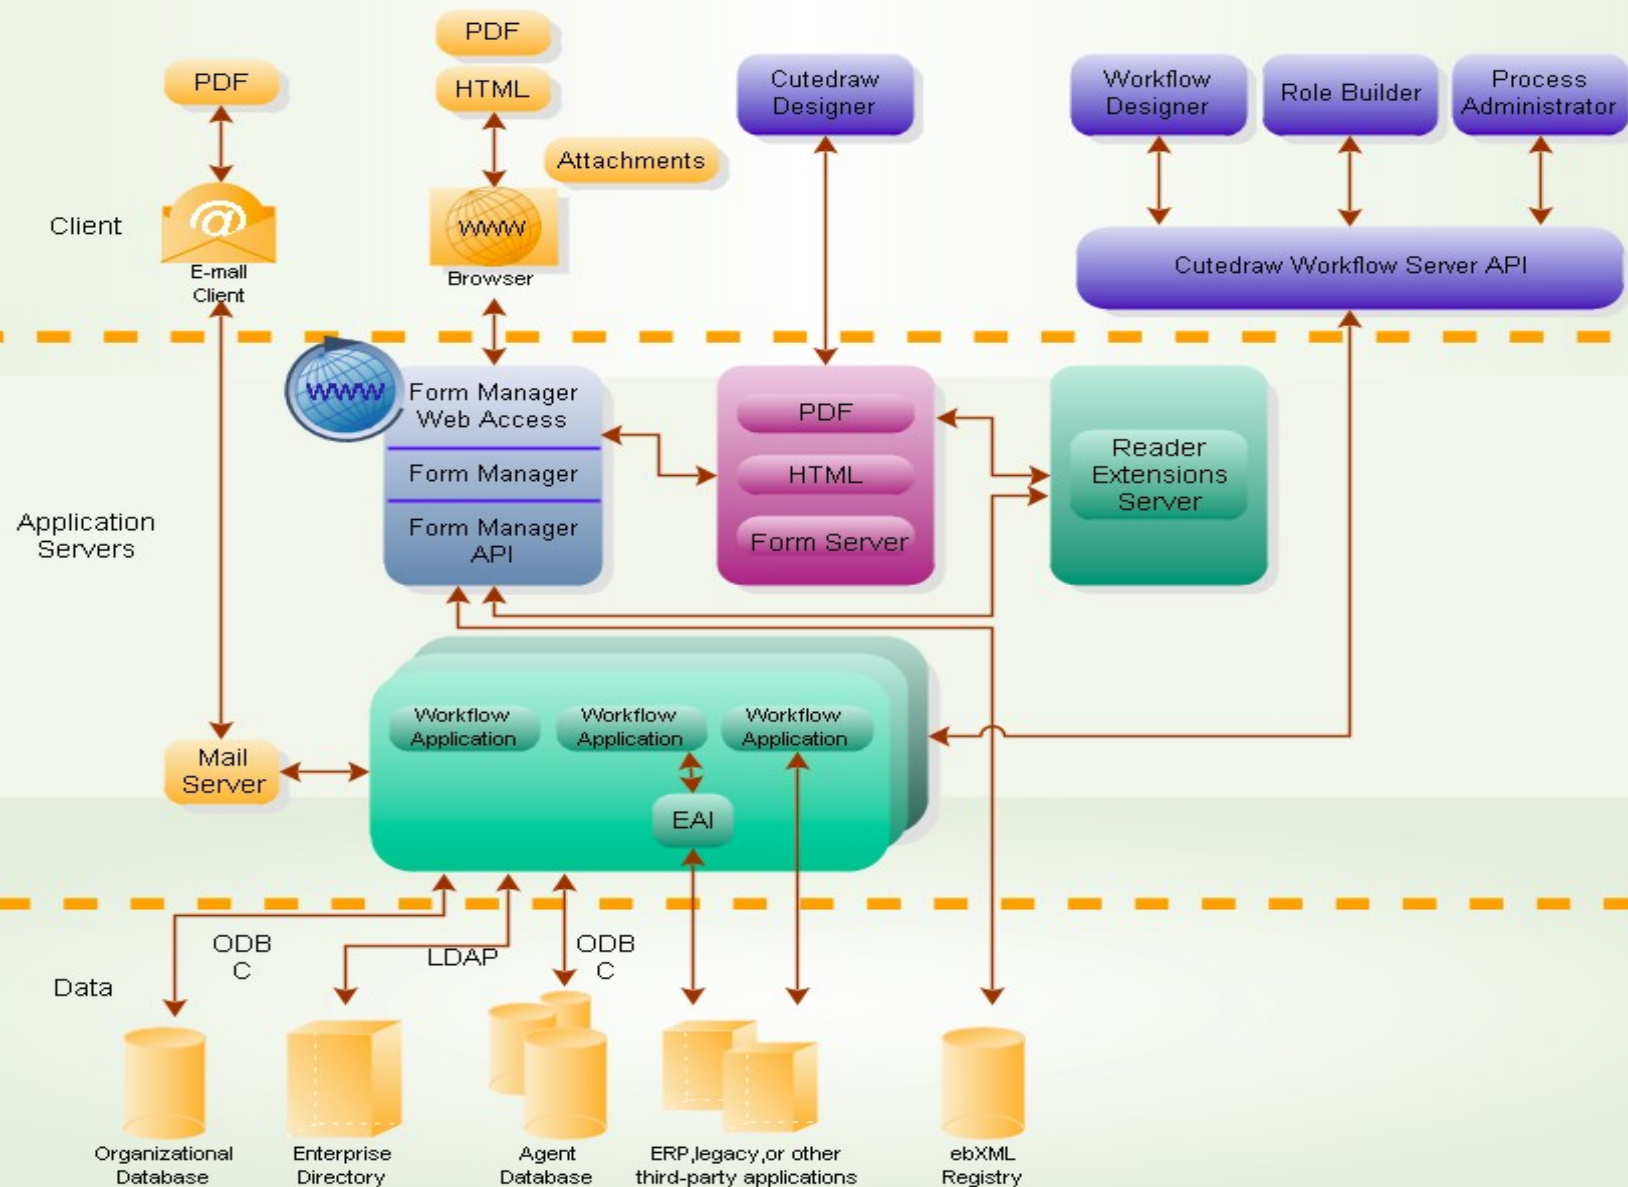 PDF
HTML
PDF
Cutedraw
Designer
Workflow
Designer
Role Builder
Process
Administrator
Attachments
Client
@
E-mall
Client
WWW
Browser
Cutedraw Workflow Server API
WWW
Form Manager
Web Access
Form Manager
Form Manager
API
PDF
HTML
Form Server
Reader
Extensions
Server
Application
Servers
Workflow
Application
Workflow
Application
Workflow
Application
Mail
Server
EAI
ODB
C
LDAP
ODB
C
Data
Organizational
Database
Enterprise
Directory
Agent
Database
ERP,legacy,or other
third-party applications
ebXML
Registry